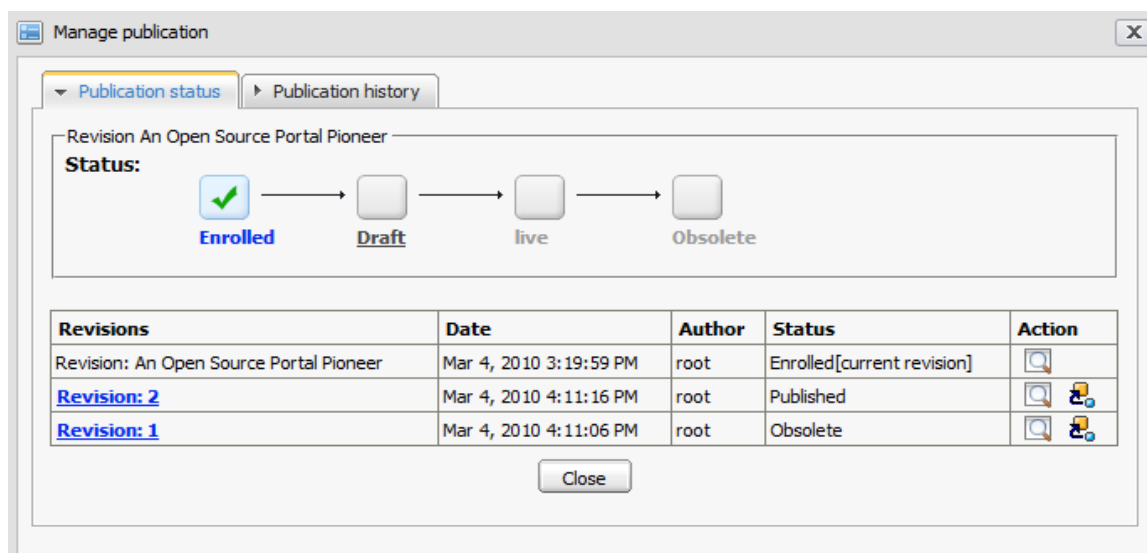 Manage publication
Publication status Publication history
Revision An Open Source Portal Pioneer
Status:
Enrolled Draft live Obsolete
Revisions Date Author Status Action
Revision: An Open Source Portal Pioneer Mar 4, 2010 3:19:59 PM root Enrolled[current revision]
Revision: 2 Mar 4, 2010 4:11:16 PM root Published
Revision: 1 Mar 4, 2010 4:11:06 PM root Obsolete
Close